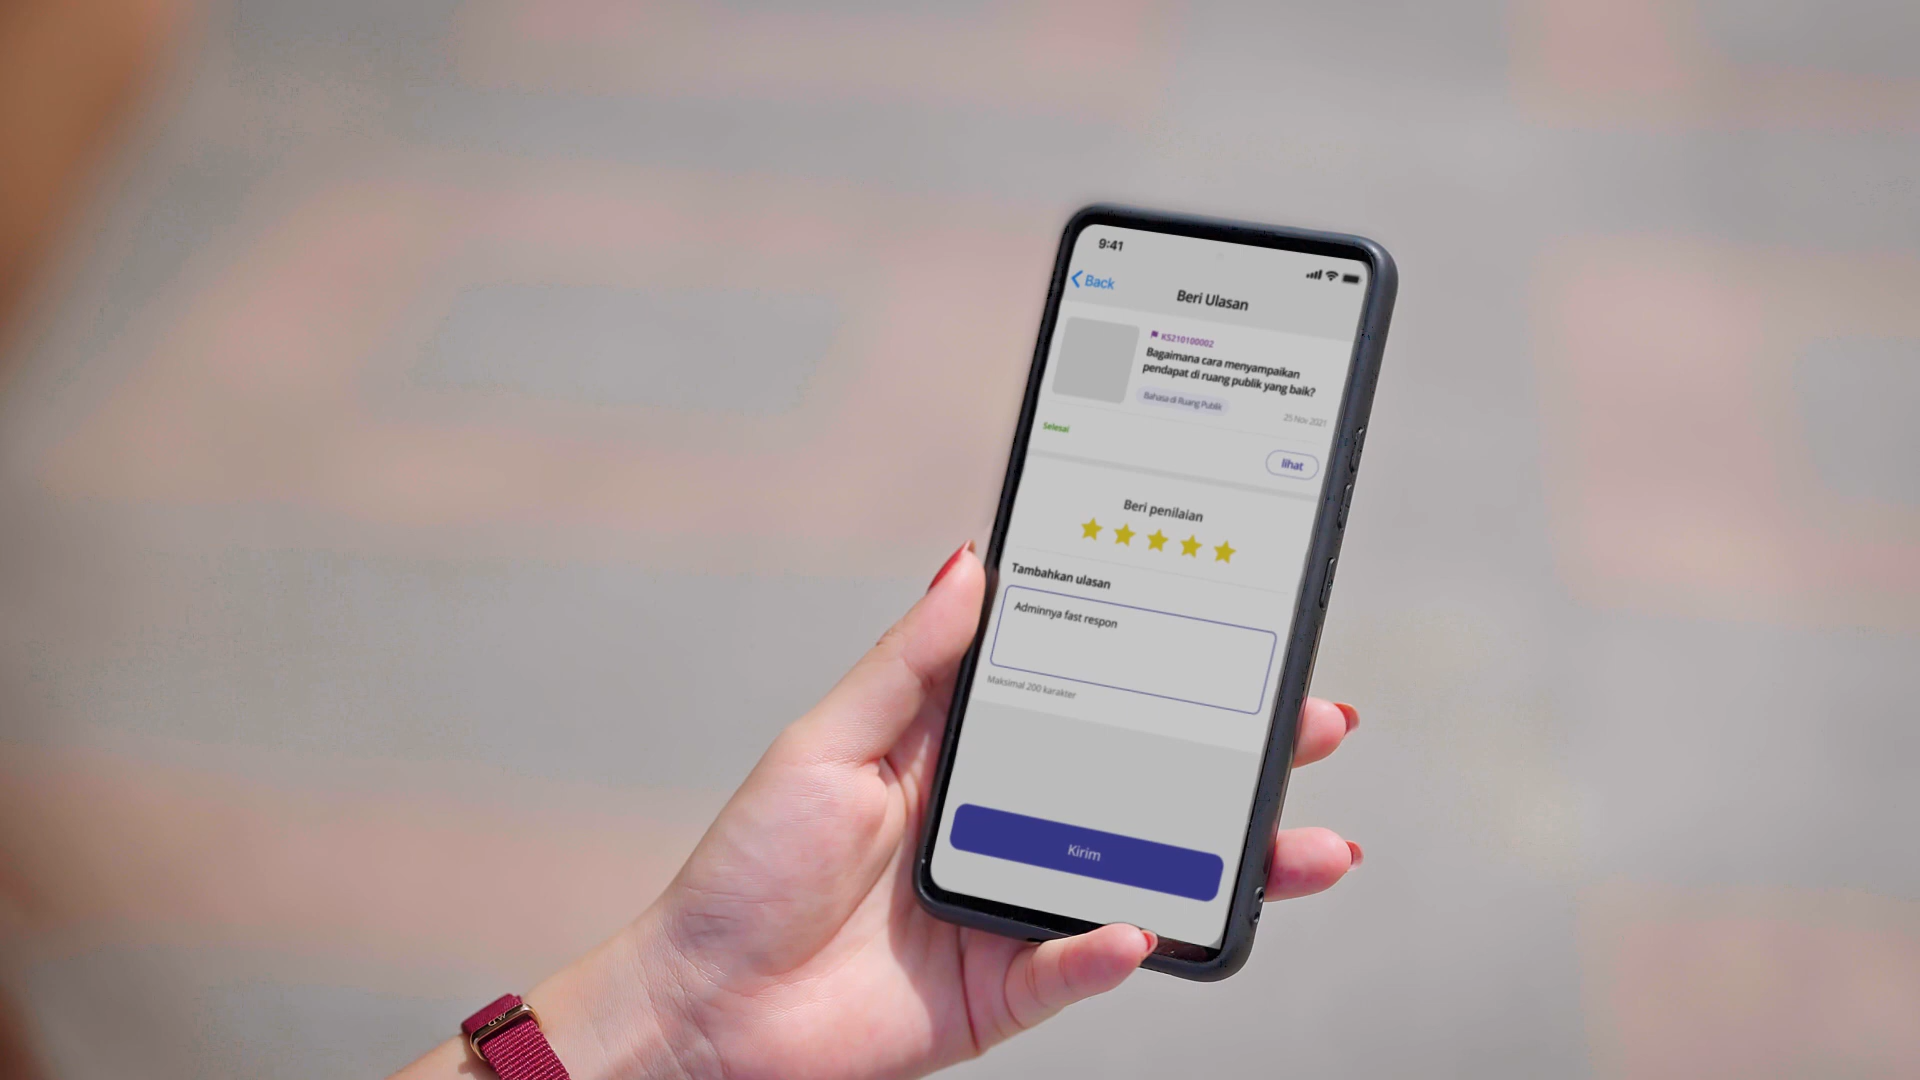 9:41
Back
Beri Ulasan
KS210100002
Bagaimana cara menyampaikan
pendapat di ruang publik yang baik?
Bahasa di Ruang Publik
25 Nov 2021
Selesai
lihat
Beri penilaian
Tambahkan ulasan
Adminnya fast respon
Maksimal 200 karakter
Kirim